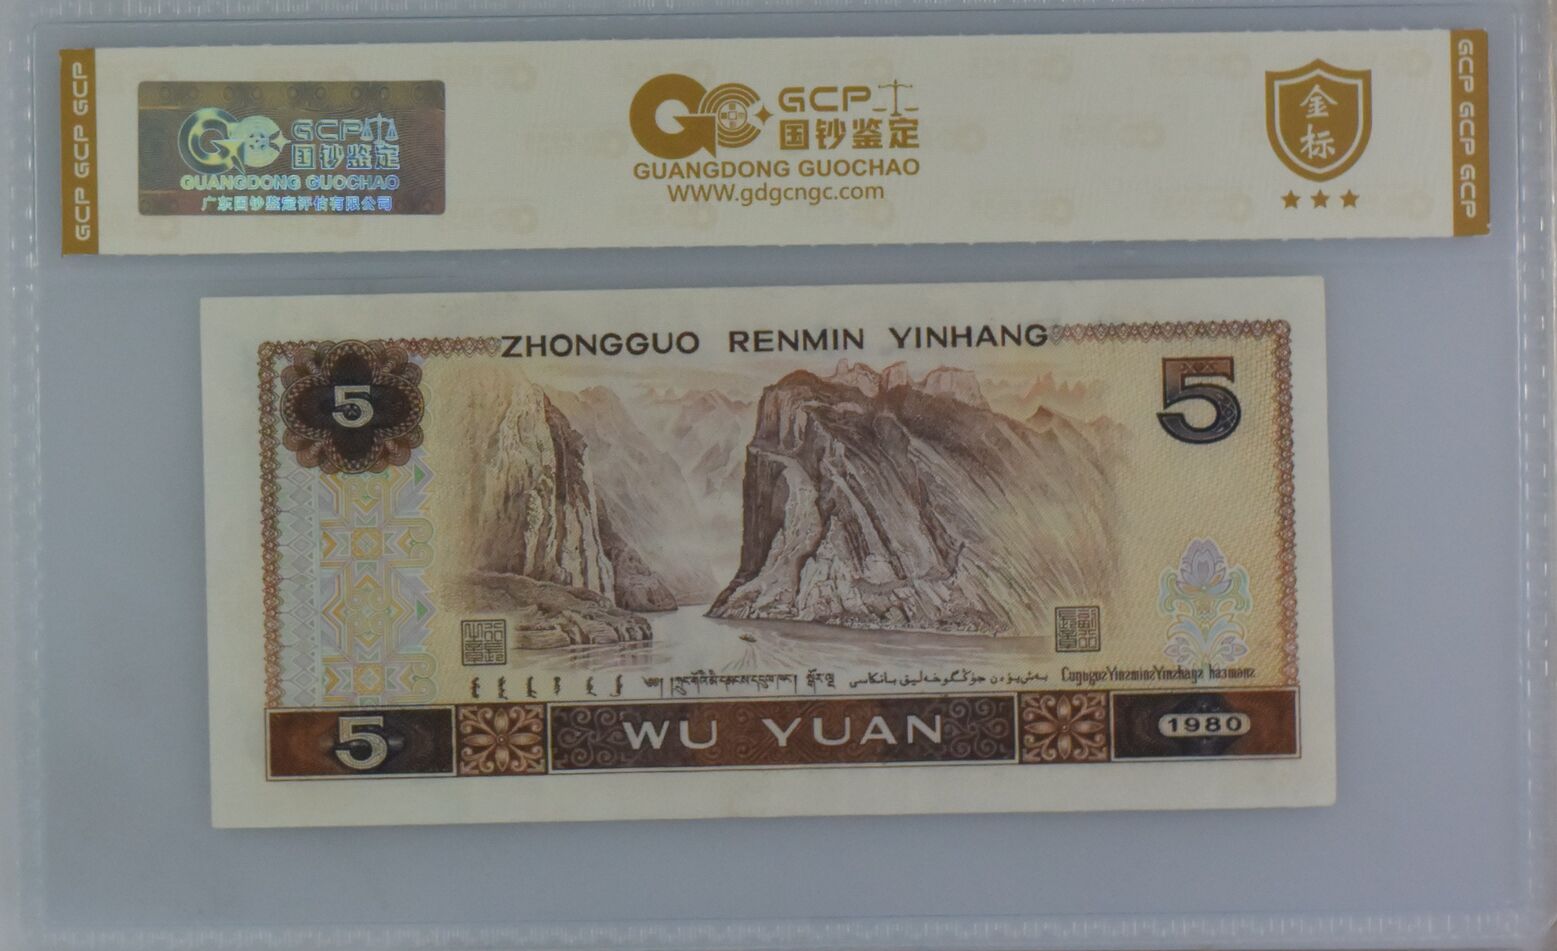 GCP GCP GCP
GCP
国钞鉴定
GUANGDONG GUOCHAO
广东国钞鉴定评估有限公司
GCP
国钞鉴定
GUANGDONG GUOCHAO
WWW.gdgcngc.com
金
标
GCP GCP GCP
ZHONGGUO RENMIN YINHANG
5
5
5
WU YUAN
1980